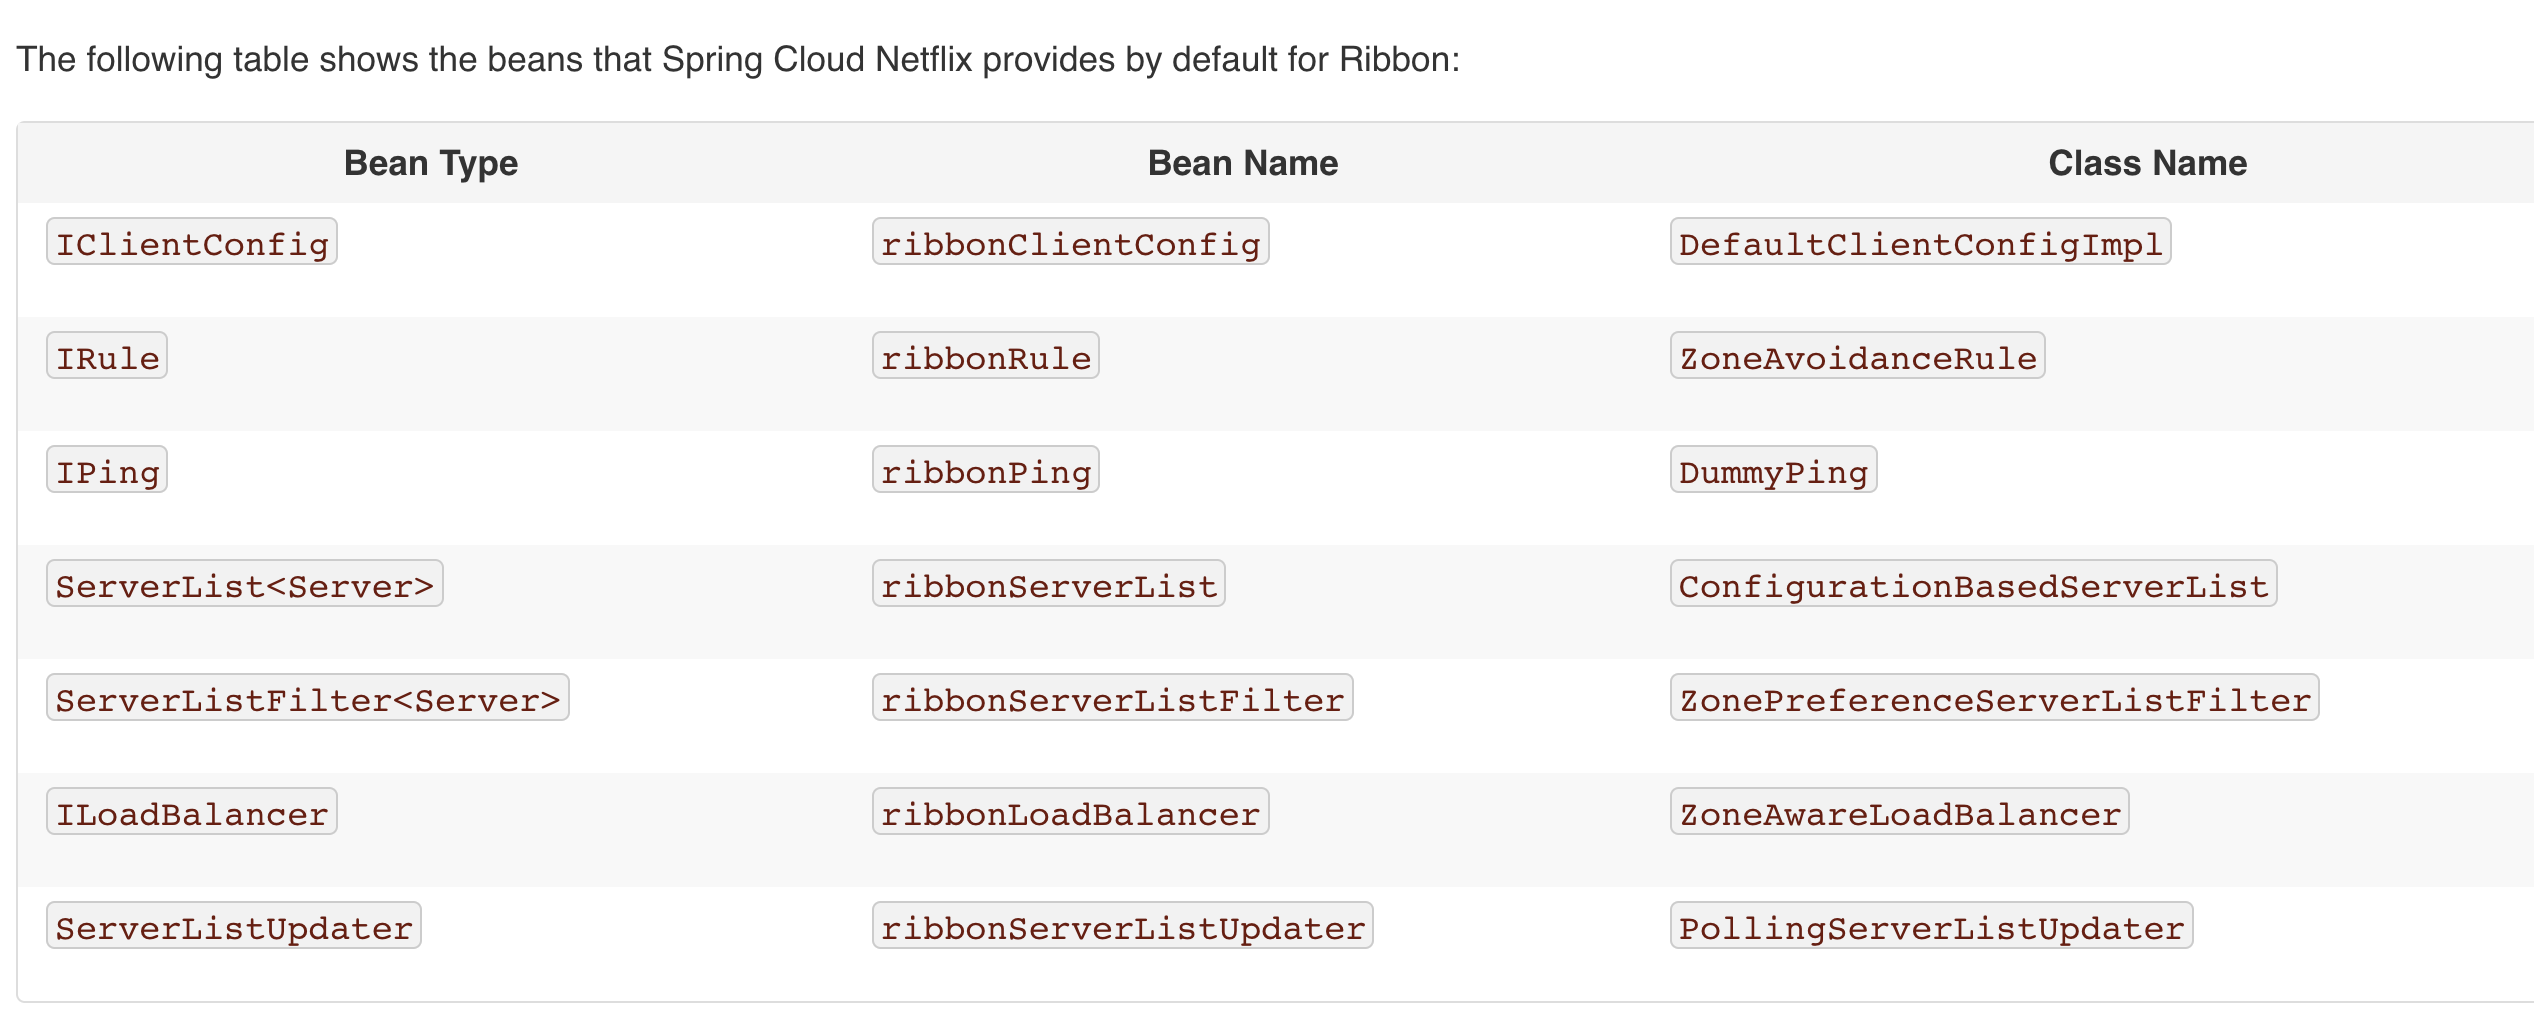 The following table shows the beans that Spring Cloud Netflix provides by default for Ribbon:
Bean Type Bean Name Class Name
IClientConfig ribbonClientConfig DefaultClientConfigImpl
IRule ribbonRule ZoneAvoidanceRule
IPing ribbonPing DummyPing
ServerList<Server> ribbonServerList ConfigurationBasedServerList
ServerListFilter<Server> ribbonServerListFilter ZonePreferenceServerListFilter
ILoadBalancer ribbonLoadBalancer ZoneAwareLoadBalancer
ServerListUpdater ribbonServerListUpdater PollingServerListUpdater